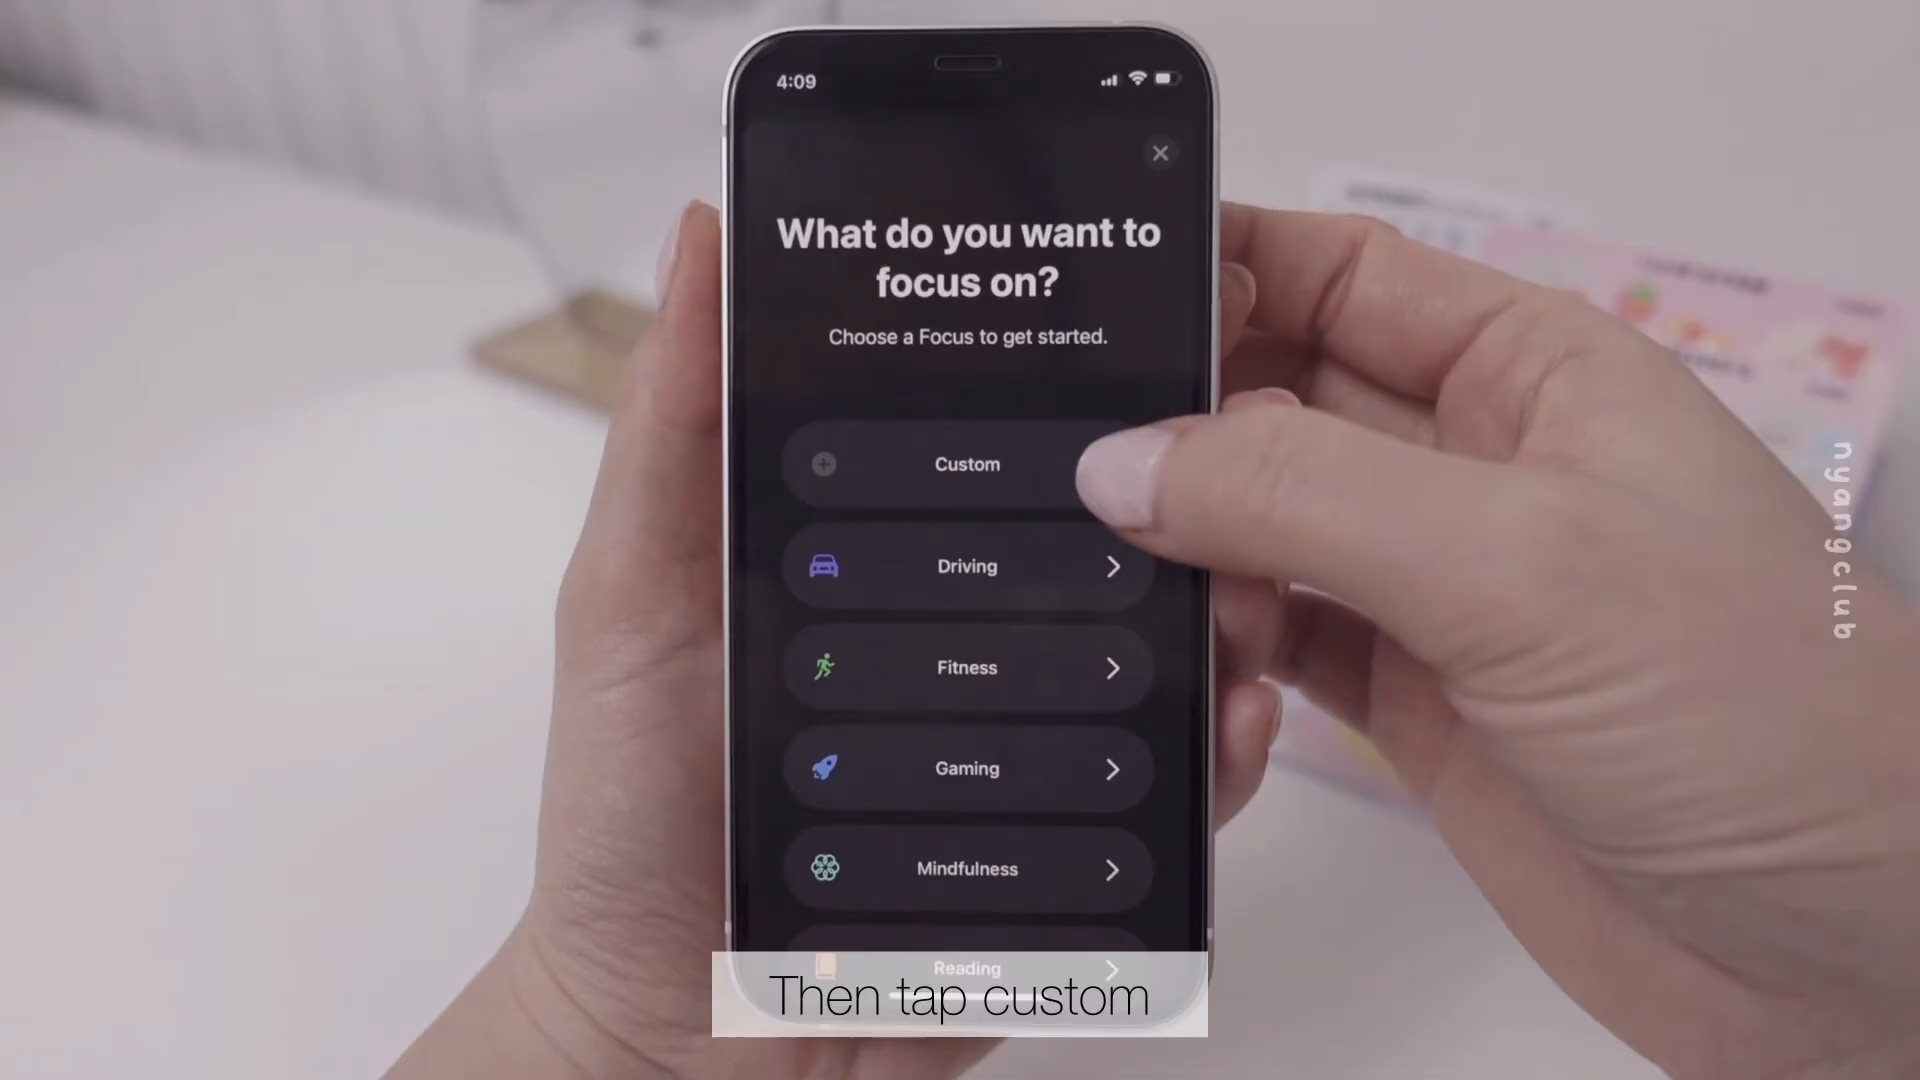 4:09
What do you want to
focus on?
Choose a Focus to get started.
Custom
Driving
Fitness
Gaming
Mindfulness
Reading
Then tap custom
nyangclub